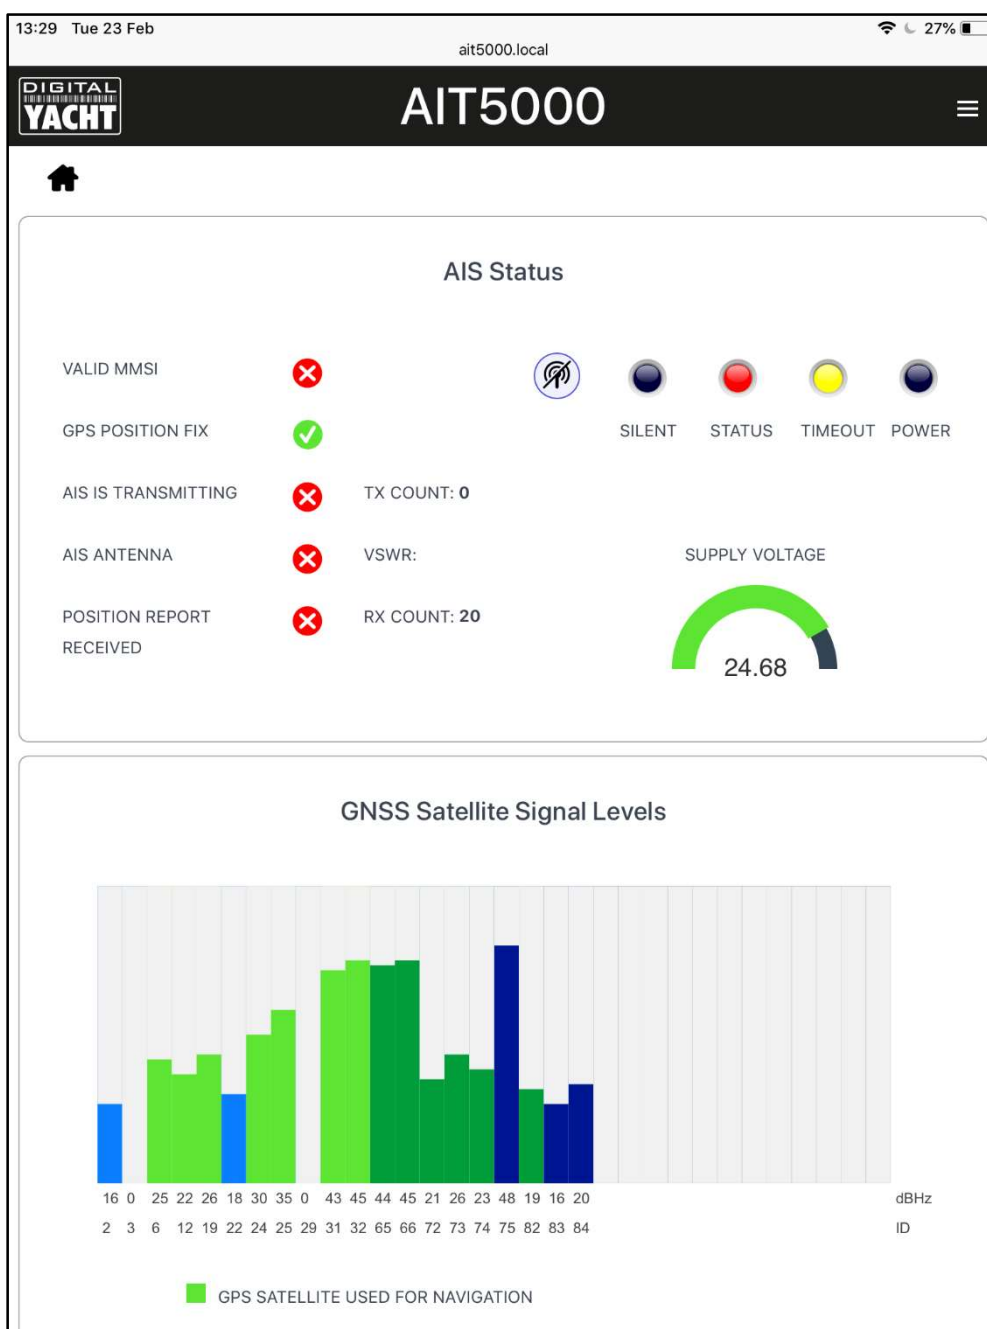 13:29 Tue 23 Feb
27%
ait5000.local
DIGITAL
YACHT
AIT5000
AIS Status
VALID MMSI
GPS POSITION FIX
SILENT STATUS TIMEOUT POWER
AIS IS TRANSMITTING TX COUNT: 0
AIS ANTENNA VSWR: SUPPLY VOLTAGE
POSITION REPORT RX COUNT: 20
RECEIVED
24.68
GNSS Satellite Signal Levels
16 0 25 22 26 18 30 35 0 43 45 44 45 21 26 23 48 19 16 20 dBHz
2 3 6 12 19 22 24 25 29 31 32 65 66 72 73 74 75 82 83 84 ID
GPS SATELLITE USED FOR NAVIGATION